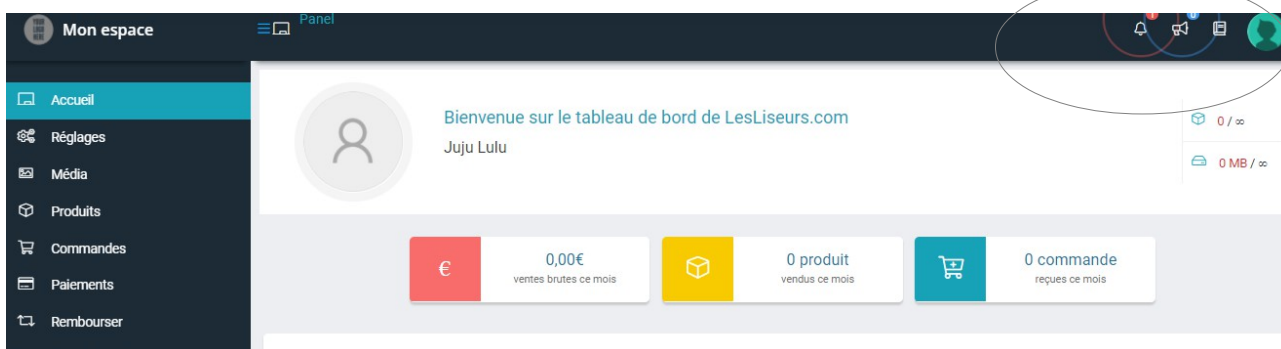 Mon espace
Panel
1
0
Accueil
Réglages
Média
Produits
Commandes
Paiements
Rembourser
Bienvenue sur le tableau de bord de LesLiseurs.com
Juju Lulu
0 / ∞
0 MB / ∞
€
0,00€
ventes brutes ce mois
0 produit
vendus ce mois
0 commande
reçues ce mois